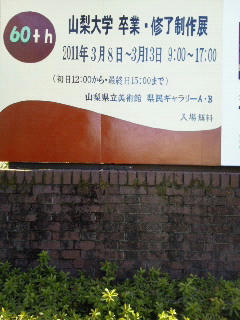 60th
山梨大学 卒業・修了制作展
2011年3月8日～3月13日 9:00～17:00
(初日12:00から・最終日15:00まで)
山梨県立美術館 県民ギャラリーA・B
入場無料